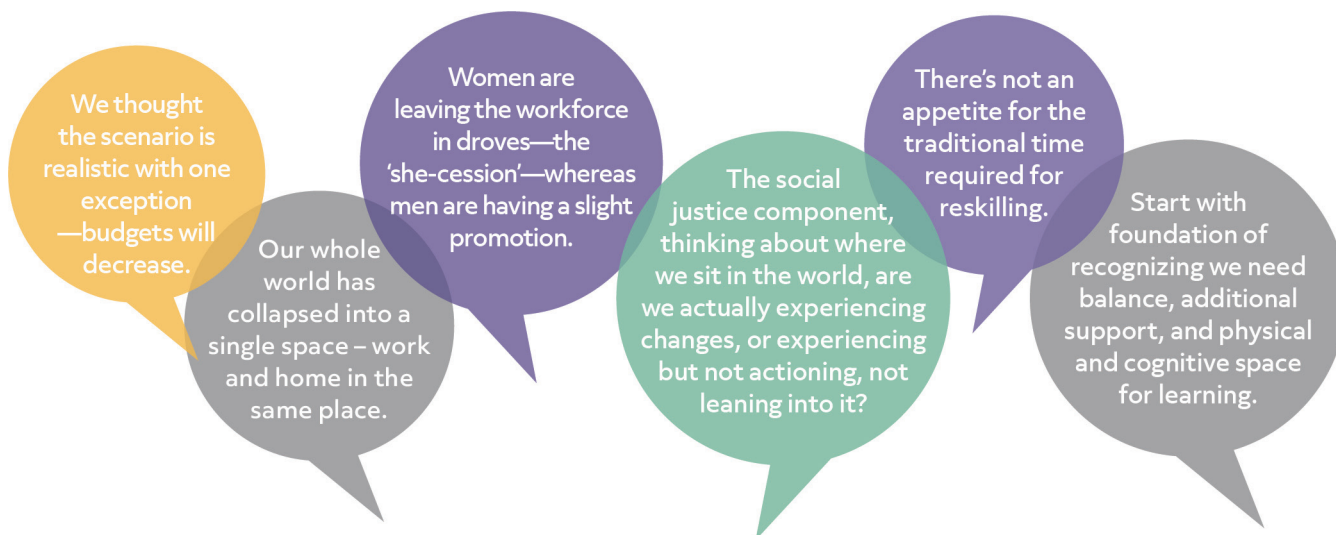 We thought
the scenario is
realistic with one
exception
—budgets will
decrease.
Our whole
world has
collapsed into a
single space – work
and home in the
same place.
Women are
leaving the workforce
in droves—the
‘she-cession’—whereas
men are having a slight
promotion.
The social
justice component,
thinking about where
we sit in the world, are
we actually experiencing
changes, or experiencing
but not actioning, not
leaning into it?
There’s not an
appetite for the
traditional time
required for
reskilling.
Start with
foundation of
recognizing we need
balance, additional
support, and physical
and cognitive space
for learning.